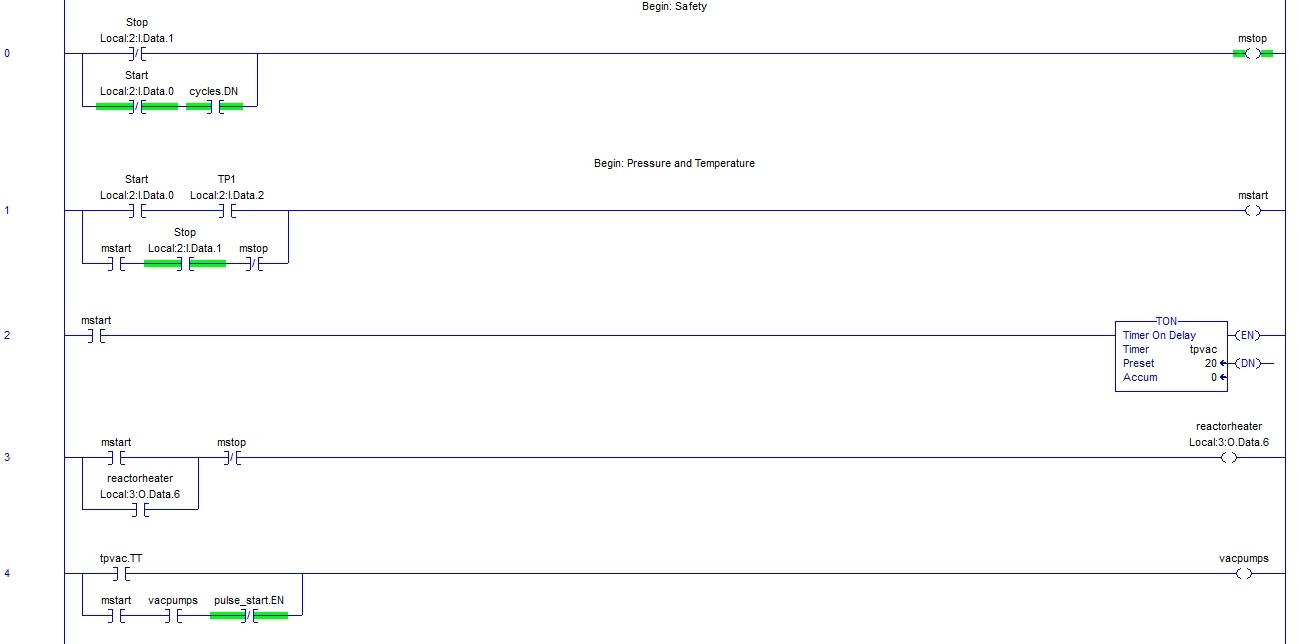 Begin: Safety
Stop
Local:2:I.Data.1
mstop
0
Start
Local:2:I.Data.0 cycles.DN
Begin: Pressure and Temperature
Start TP1
Local:2:I.Data.0 Local:2:I.Data.2 mstart
1
Stop
mstart Local:2:I.Data.1 mstop
mstart
2
TON
Timer On Delay EN
Timer tpvac
Preset 20 DN
Accum 0
reactorheater
mstart mstop Local:3:O.Data.6
3
reactorheater
Local:3:O.Data.6
tpvac.TT vacpumps
4
mstart vacpumps pulse_start.EN